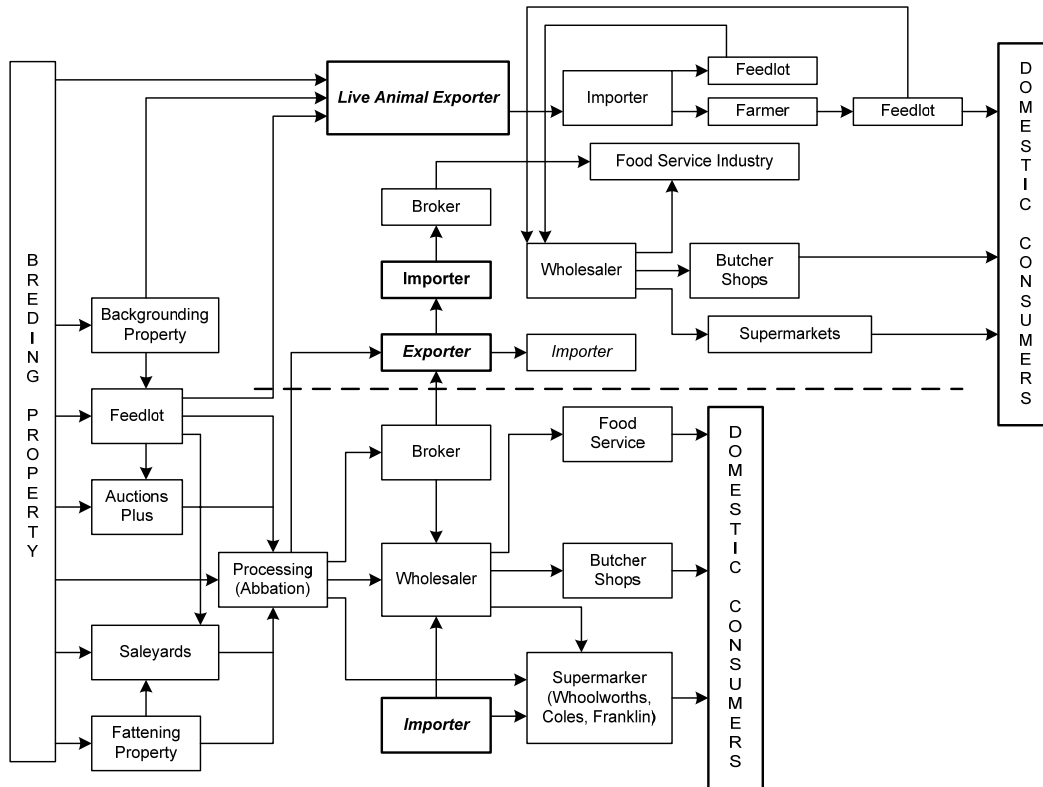 BREDING PROPERTY
Live Animal Exporter
Importer
Feedlot
Farmer
Feedlot
DOMESTIC CONSUMERS
Food Service Industry
Broker
Importer
Wholesaler
Butcher
Shops
Supermarkets
Backgrounding
Property
Exporter
Importer
Feedlot
Auctions
Plus
Processing
(Abbation)
Saleyards
Fattening
Property
Broker
Wholesaler
Importer
Food
Service
Butcher
Shops
Supermarker
(Whoolworths,
Coles, Franklin)
DOMESTIC CONSUMERS